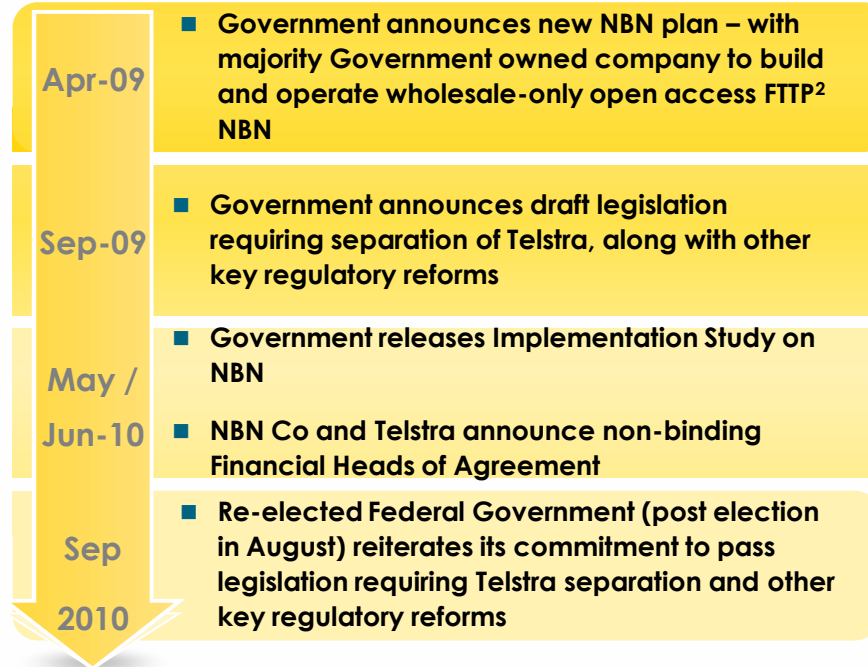 Apr-09
■ Government announces new NBN plan – with
majority Government owned company to build
and operate wholesale-only open access FTTP²
NBN
Sep-09
■ Government announces draft legislation
requiring separation of Telstra, along with other
key regulatory reforms
May /
Jun-10
■ Government releases Implementation Study on
NBN
■ NBN Co and Telstra announce non-binding
Financial Heads of Agreement
Sep
2010
■ Re-elected Federal Government (post election
in August) reiterates its commitment to pass
legislation requiring Telstra separation and other
key regulatory reforms